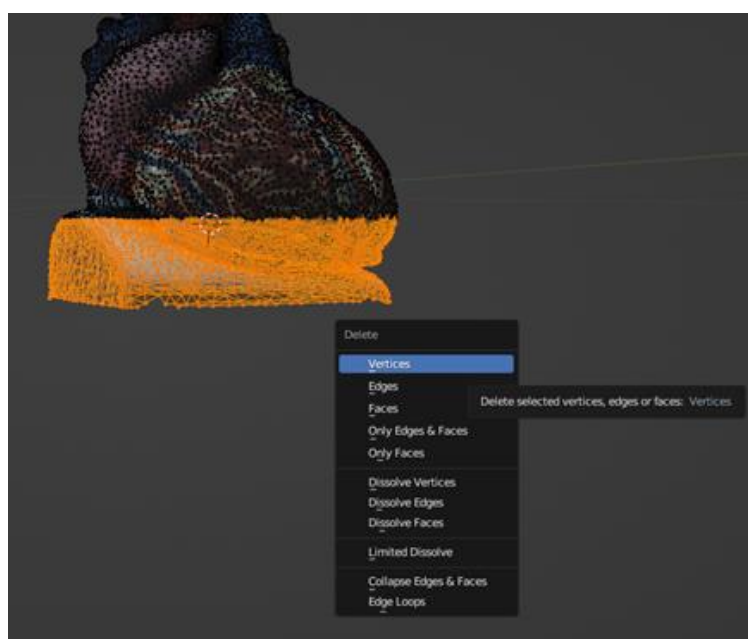 Delete
Vertices
Edges
Delete selected vertices, edges or faces: Vertices
Faces
Only Edges & Faces
Only Faces
Dissolve Vertices
Dissolve Edges
Dissolve Faces
Limited Dissolve
Collapse Edges & Faces
Edge Loops